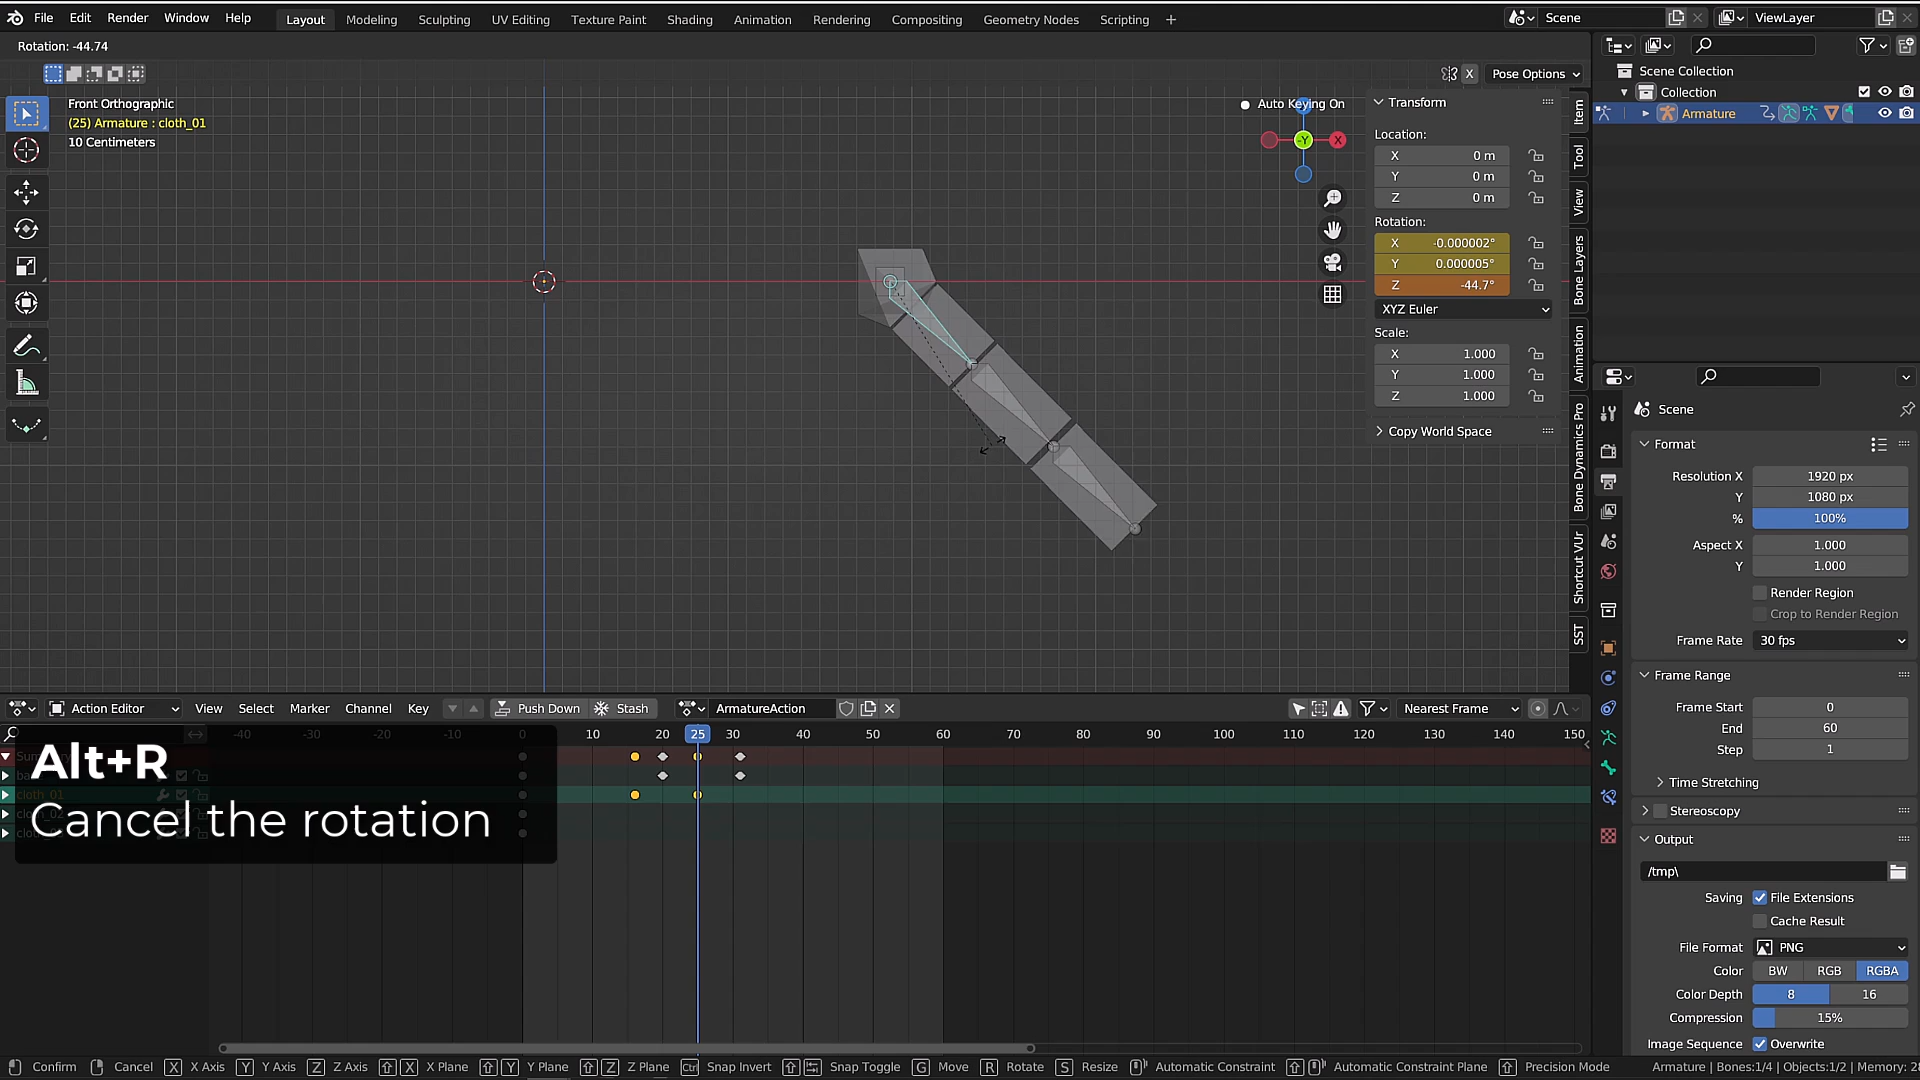 File Edit Render Window Help Layout Modeling Sculpting UV Editing Texture Paint Shading Animation Rendering Compositing Geometry Nodes Scripting + Scene ViewLayer
Rotation: -44.74
X Pose Options
Front Orthographic
(25) Armature : cloth_01
10 Centimeters
Auto Keying On
-Y X
Transform
Location:
X 0 m
Y 0 m
Z 0 m
Rotation:
X -0.000002°
Y 0.000005°
Z -44.7°
XYZ Euler
Scale:
X 1.000
Y 1.000
Z 1.000
Copy World Space
Item
Tool
View
Bone Layers
Animation
Bone Dynamics Pro
Shortcut VUr
SST
Scene Collection
Collection
Armature
Scene
Format
Resolution X 1920 px
Y 1080 px
% 100%
Aspect X 1.000
Y 1.000
Render Region
Crop to Render Region
Frame Rate 30 fps
Frame Range
Frame Start 0
End 60
Step 1
Time Stretching
Stereoscopy
Output
/tmp\
Saving File Extensions
Cache Result
File Format PNG
Color BW RGB RGBA
Color Depth 8 16
Compression 15%
Image Sequence Overwrite
Action Editor View Select Marker Channel Key Push Down Stash ArmatureAction Nearest Frame
-40 -30 -20 -10 0 10 20 25 30 40 50 60 70 80 90 100 110 120 130 140 150
cloth_01
Alt+R
Cancel the rotation
Confirm Cancel X X Axis Y Y Axis Z Z Axis X X Plane Y Y Plane Z Z Plane Ctrl Snap Invert Snap Toggle G Move R Rotate S Resize Automatic Constraint Automatic Constraint Plane Precision Mode Armature | Bones:1/4 | Objects:1/2 | Memory: 2